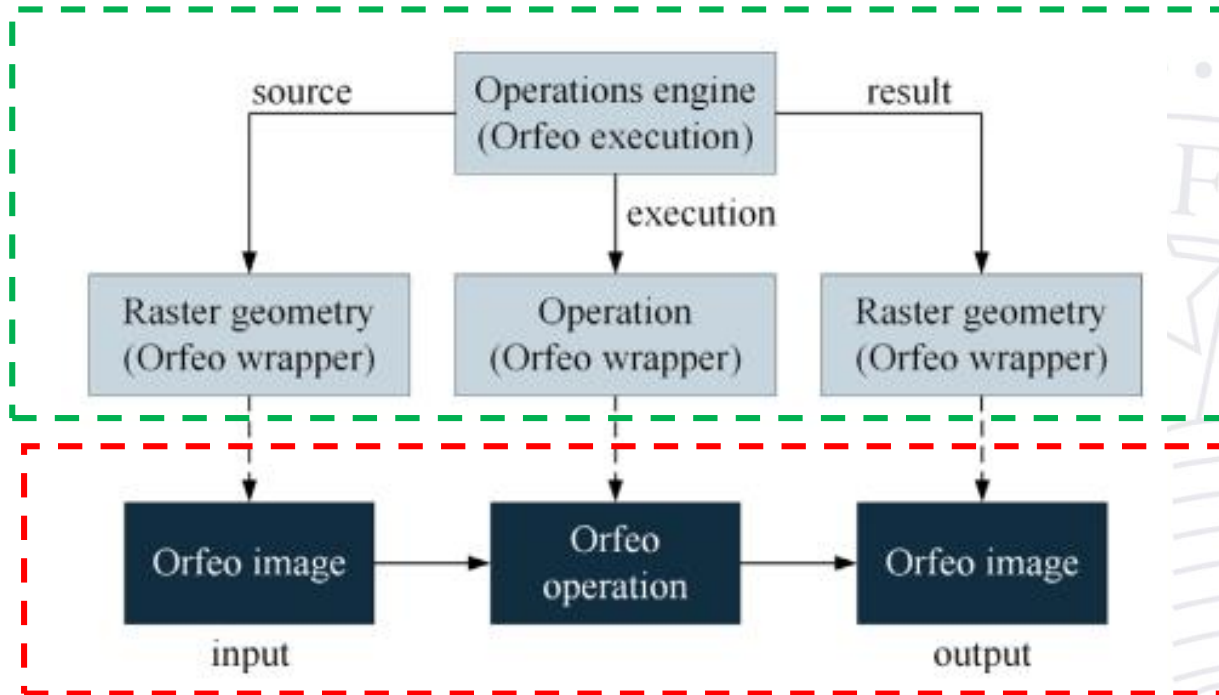 source
Operations engine
(Orfeo execution)
result
execution
Raster geometry
(Orfeo wrapper)
Operation
(Orfeo wrapper)
Raster geometry
(Orfeo wrapper)
Orfeo image
Orfeo
operation
Orfeo image
input
output
F